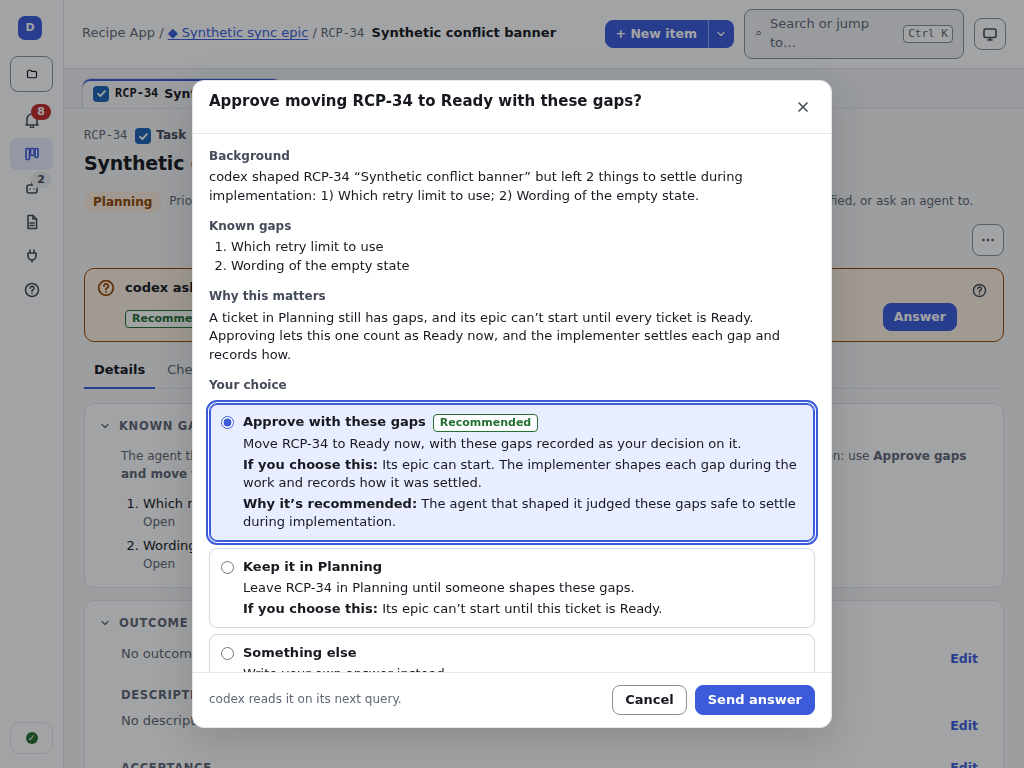 D
Recipe App / ◆ Synthetic sync epic / RCP-34 Synthetic conflict banner
+ New item
Search or jump to…
Ctrl K
8
2
RCP-34
RCP-34 Task
Synthetic
Planning
or ask an agent to.
codex
Answer
Details
Approve gaps
and move
Open
Open
OUTCOME
Edit
Edit
Edit
Approve moving RCP-34 to Ready with these gaps?
Background
codex shaped RCP-34 “Synthetic conflict banner” but left 2 things to settle during
implementation: 1) Which retry limit to use; 2) Wording of the empty state.
Known gaps
1. Which retry limit to use
2. Wording of the empty state
Why this matters
A ticket in Planning still has gaps, and its epic can’t start until every ticket is Ready.
Approving lets this one count as Ready now, and the implementer settles each gap and
records how.
Your choice
Approve with these gaps Recommended
Move RCP-34 to Ready now, with these gaps recorded as your decision on it.
If you choose this: Its epic can start. The implementer shapes each gap during the
work and records how it was settled.
Why it’s recommended: The agent that shaped it judged these gaps safe to settle
during implementation.
Keep it in Planning
Leave RCP-34 in Planning until someone shapes these gaps.
If you choose this: Its epic can’t start until this ticket is Ready.
Something else
codex reads it on its next query.
Cancel
Send answer